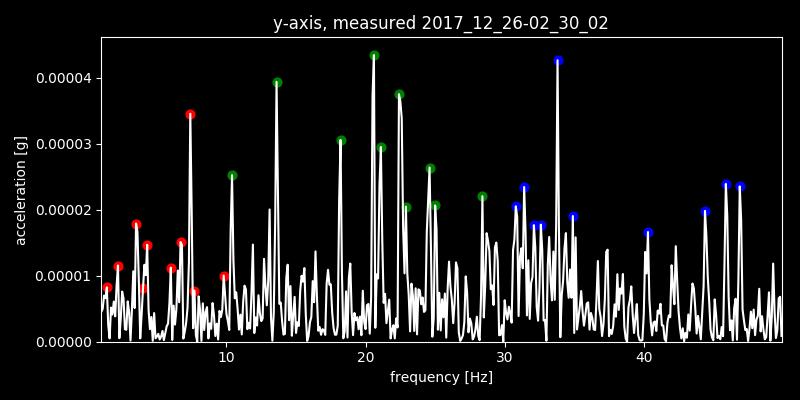 y-axis, measured 2017_12_26-02_30_02
0.00004
0.00003
0.00002
0.00001
0.00000
acceleration [g]
10 20 30 40
frequency [Hz]